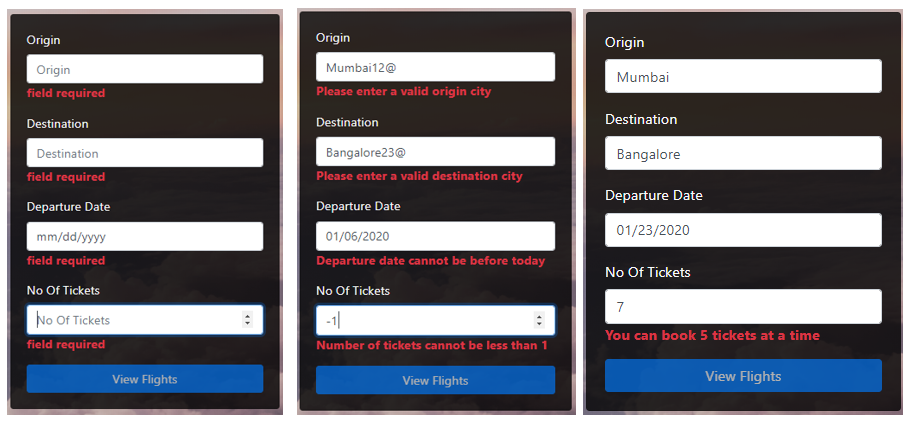 Origin
Origin
field required
Destination
Destination
field required
Departure Date
mm/dd/yyyy
field required
No Of Tickets
No Of Tickets
field required
View Flights
Origin
Mumbai12@
Please enter a valid origin city
Destination
Bangalore23@
Please enter a valid destination city
Departure Date
01/06/2020
Departure date cannot be before today
No Of Tickets
-1
Number of tickets cannot be less than 1
View Flights
Origin
Mumbai
Destination
Bangalore
Departure Date
01/23/2020
No Of Tickets
7
You can book 5 tickets at a time
View Flights